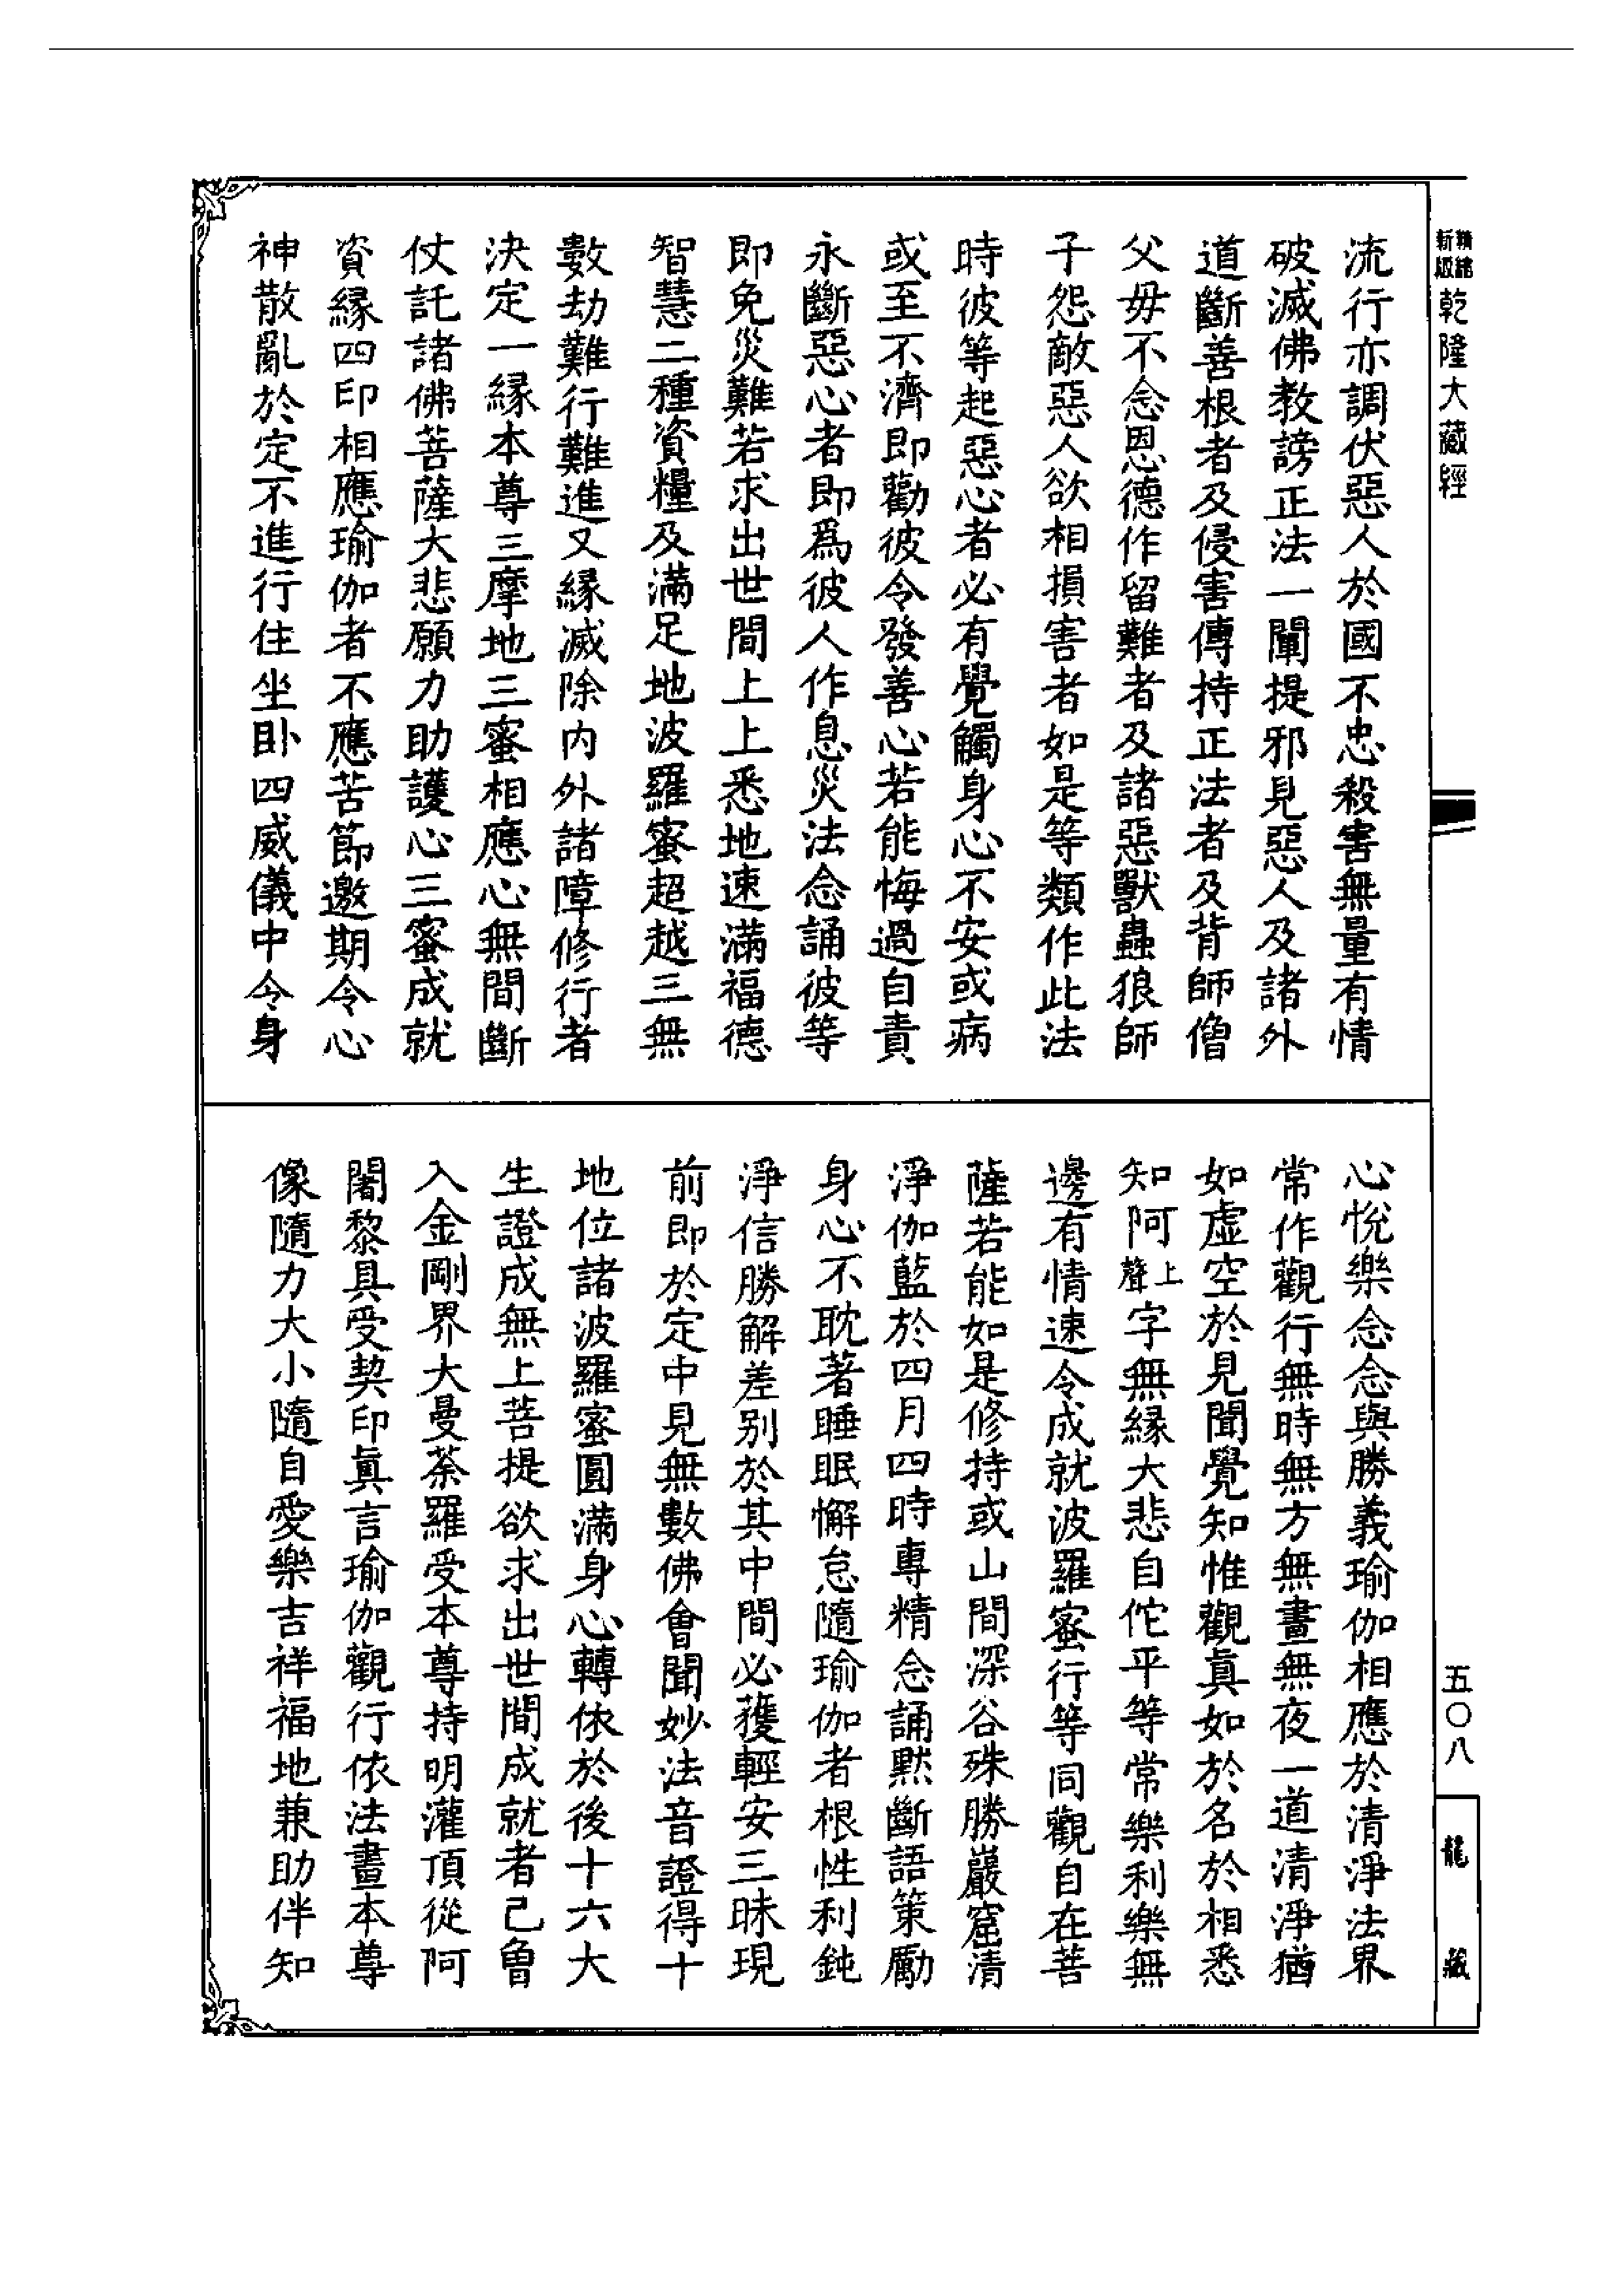 精編
新版
乾隆大藏經
流行亦調伏惡人於國不忠殺害無量有情
破滅佛教謗正法一闡提邪見惡人及諸外
道斷善根者及侵害傳持正法者及背師僧
父毋不念恩德作留難者及諸惡獸蟲狼師
子怨敵惡人欲相損害者如是等類作此法
時彼等起惡心者必有覺觸身心不安或病
或至不濟即勸彼令發善心若能悔過自責
永斷惡心者即爲彼人作息災法念誦彼等
即免災難若求出世間上上悉地速滿福德
智慧二種資糧及滿足地波羅蜜超越三無
數劫難行難進又緣滅除內外諸障修行者
決定一緣本尊三摩地三蜜相應心無間斷
仗託諸佛菩薩大悲願力助護心三蜜成就
資緣四印相應瑜伽者不應苦節邀期令心
神散亂於定不進行住坐臥四威儀中令身
心悅樂念念與勝義瑜伽相應於清淨法界
常作觀行無時無方無晝無夜一道清淨猶
如虛空於見聞覺知惟觀真如於名於相悉
知阿上聲字無緣大悲自佗平等常樂利樂無
邊有情速令成就波羅蜜行等同觀自在菩
薩若能如是修持或山間深谷殊勝巖窟清
淨伽藍於四月四時專精念誦默斷語策勵
身心不耽著睡眠懈怠隨瑜伽者根性利鈍
淨信勝解差別於其中間必獲輕安三昧現
前即於定中見無數佛會聞妙法音證得十
地位諸波羅蜜圓滿身心轉依於後十六大
生證成無上菩提欲求出世間成就者已曾
入金剛界大曼荼羅受本尊持明灌頂從阿
闍黎具受契印真言瑜伽觀行依法畫本尊
像隨力大小隨自愛樂吉祥福地兼助伴知
五〇八
龍藏